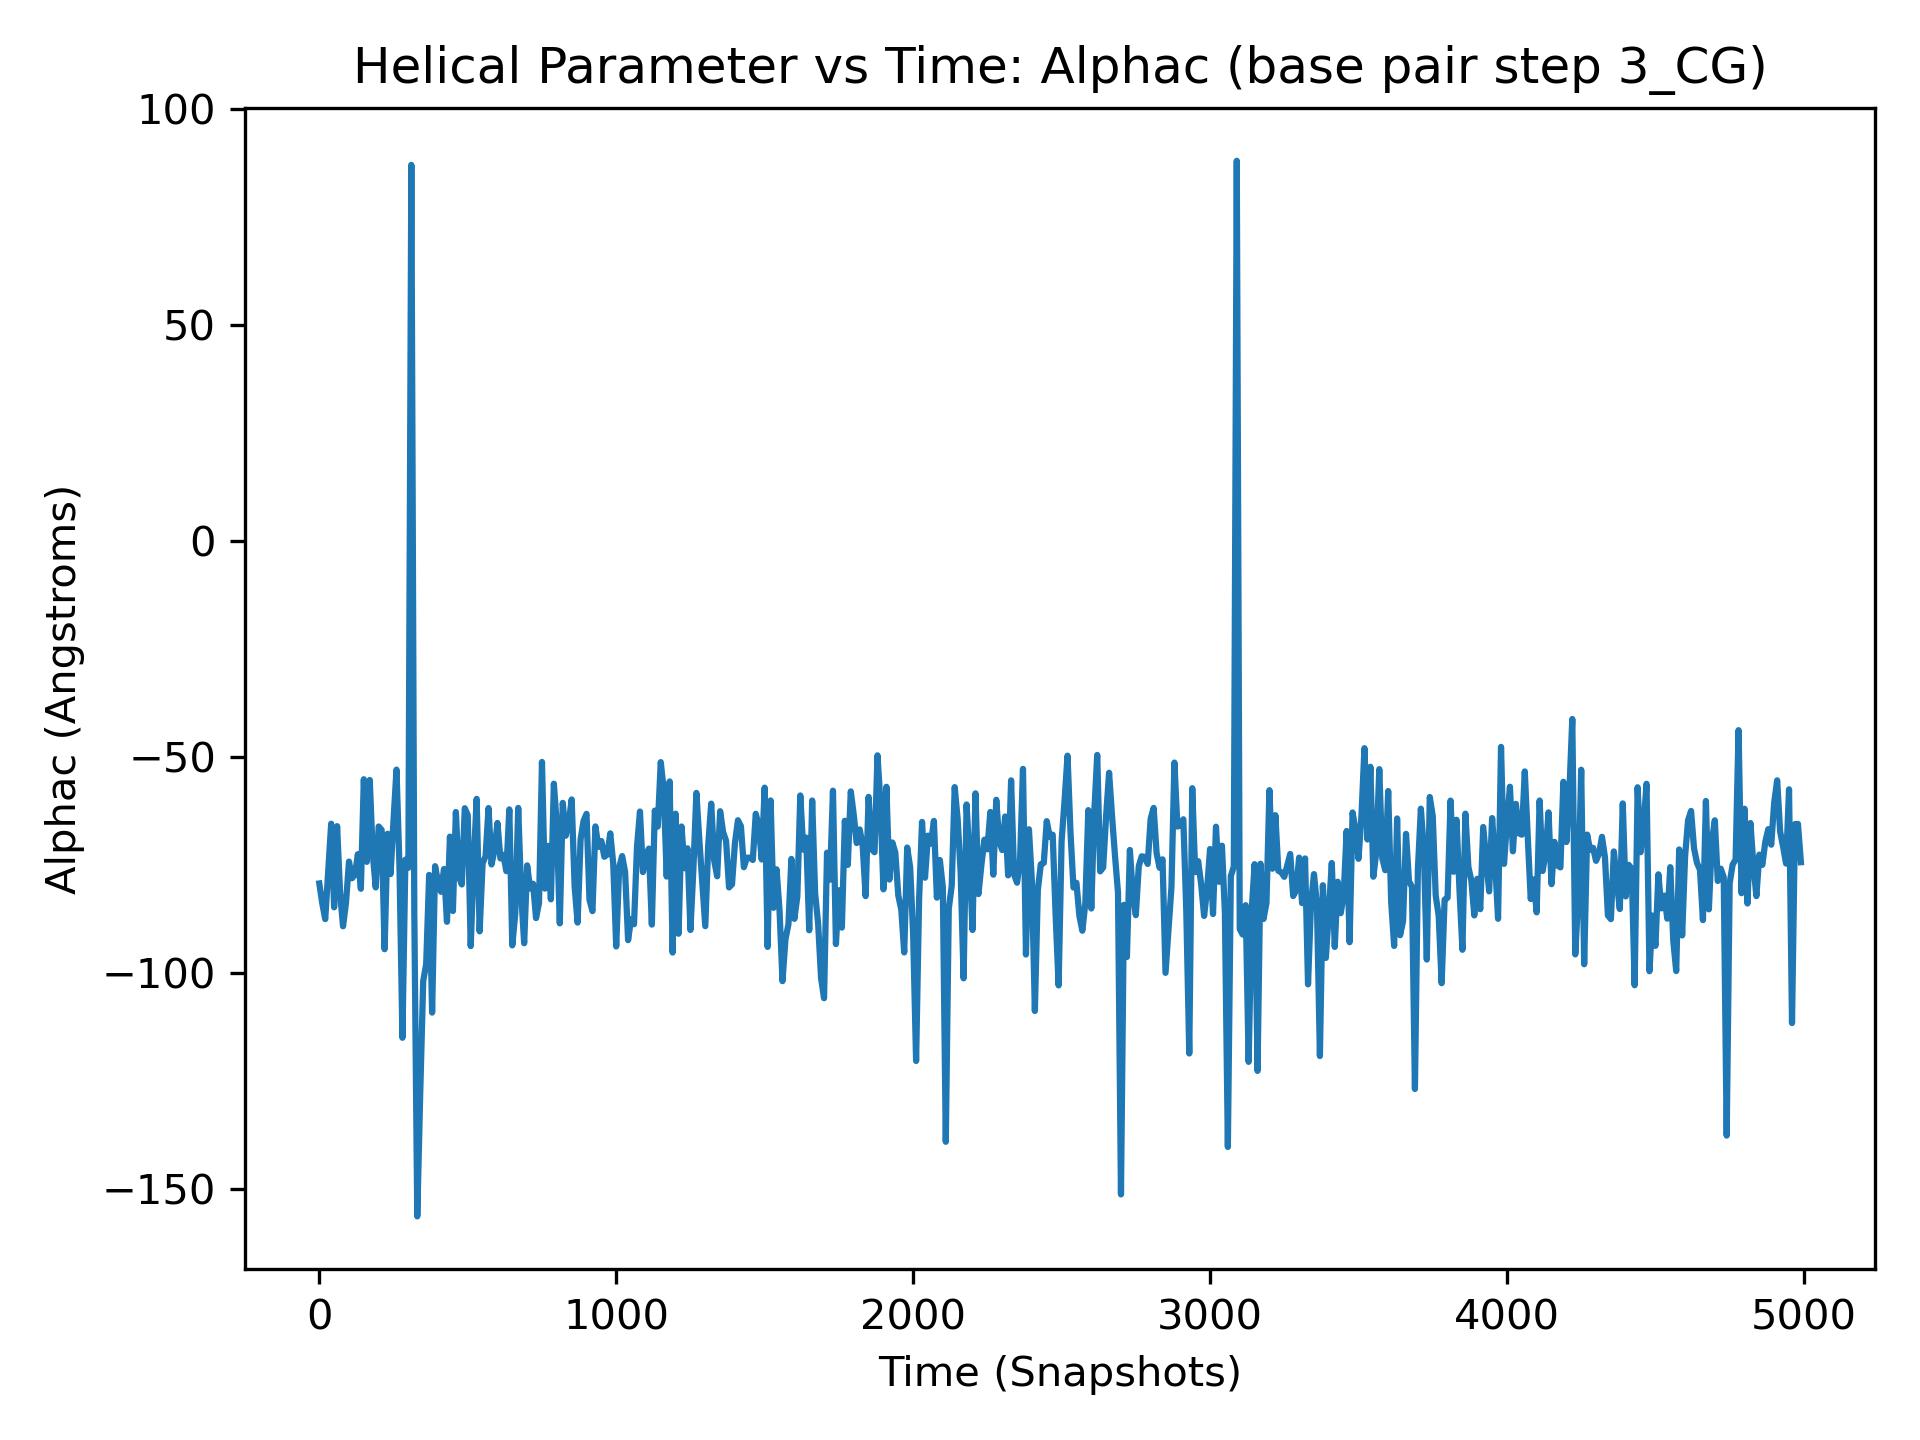 Helical Parameter vs Time: Alphac (base pair step 3_CG)
100
50
0
−50
−100
−150
Alphac (Angstroms)
0 1000 2000 3000 4000 5000
Time (Snapshots)